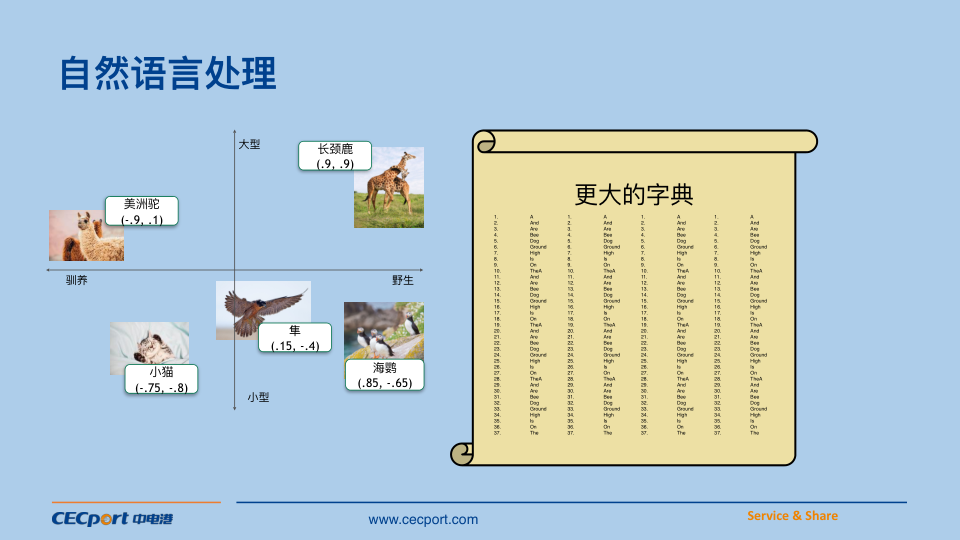 自然语言处理
大型
长颈鹿
(.9, .9)
美洲驼
(-.9, .1)
驯养
野生
隼
(.15, -.4)
小猫
(-.75, -.8)
海鹦
(.85, -.65)
小型
更大的字典
1. A 1. A 1. A 1. A
2. And 2. And 2. And 2. And
3. Are 3. Are 3. Are 3. Are
4. Bee 4. Bee 4. Bee 4. Bee
5. Dog 5. Dog 5. Dog 5. Dog
6. Ground 6. Ground 6. Ground 6. Ground
7. High 7. High 7. High 7. High
8. Is 8. Is 8. Is 8. Is
9. On 9. On 9. On 9. On
10. TheA 10. TheA 10. TheA 10. TheA
11. And 11. And 11. And 11. And
12. Are 12. Are 12. Are 12. Are
13. Bee 13. Bee 13. Bee 13. Bee
14. Dog 14. Dog 14. Dog 14. Dog
15. Ground 15. Ground 15. Ground 15. Ground
16. High 16. High 16. High 16. High
17. Is 17. Is 17. Is 17. Is
18. On 18. On 18. On 18. On
19. TheA 19. TheA 19. TheA 19. TheA
20. And 20. And 20. And 20. And
21. Are 21. Are 21. Are 21. Are
22. Bee 22. Bee 22. Bee 22. Bee
23. Dog 23. Dog 23. Dog 23. Dog
24. Ground 24. Ground 24. Ground 24. Ground
25. High 25. High 25. High 25. High
26. Is 26. Is 26. Is 26. Is
27. On 27. On 27. On 27. On
28. TheA 28. TheA 28. TheA 28. TheA
29. And 29. And 29. And 29. And
30. Are 30. Are 30. Are 30. Are
31. Bee 31. Bee 31. Bee 31. Bee
32. Dog 32. Dog 32. Dog 32. Dog
33. Ground 33. Ground 33. Ground 33. Ground
34. High 34. High 34. High 34. High
35. Is 35. Is 35. Is 35. Is
36. On 36. On 36. On 36. On
37. The 37. The 37. The 37. The
CECport 中电港
www.cecport.com
Service & Share